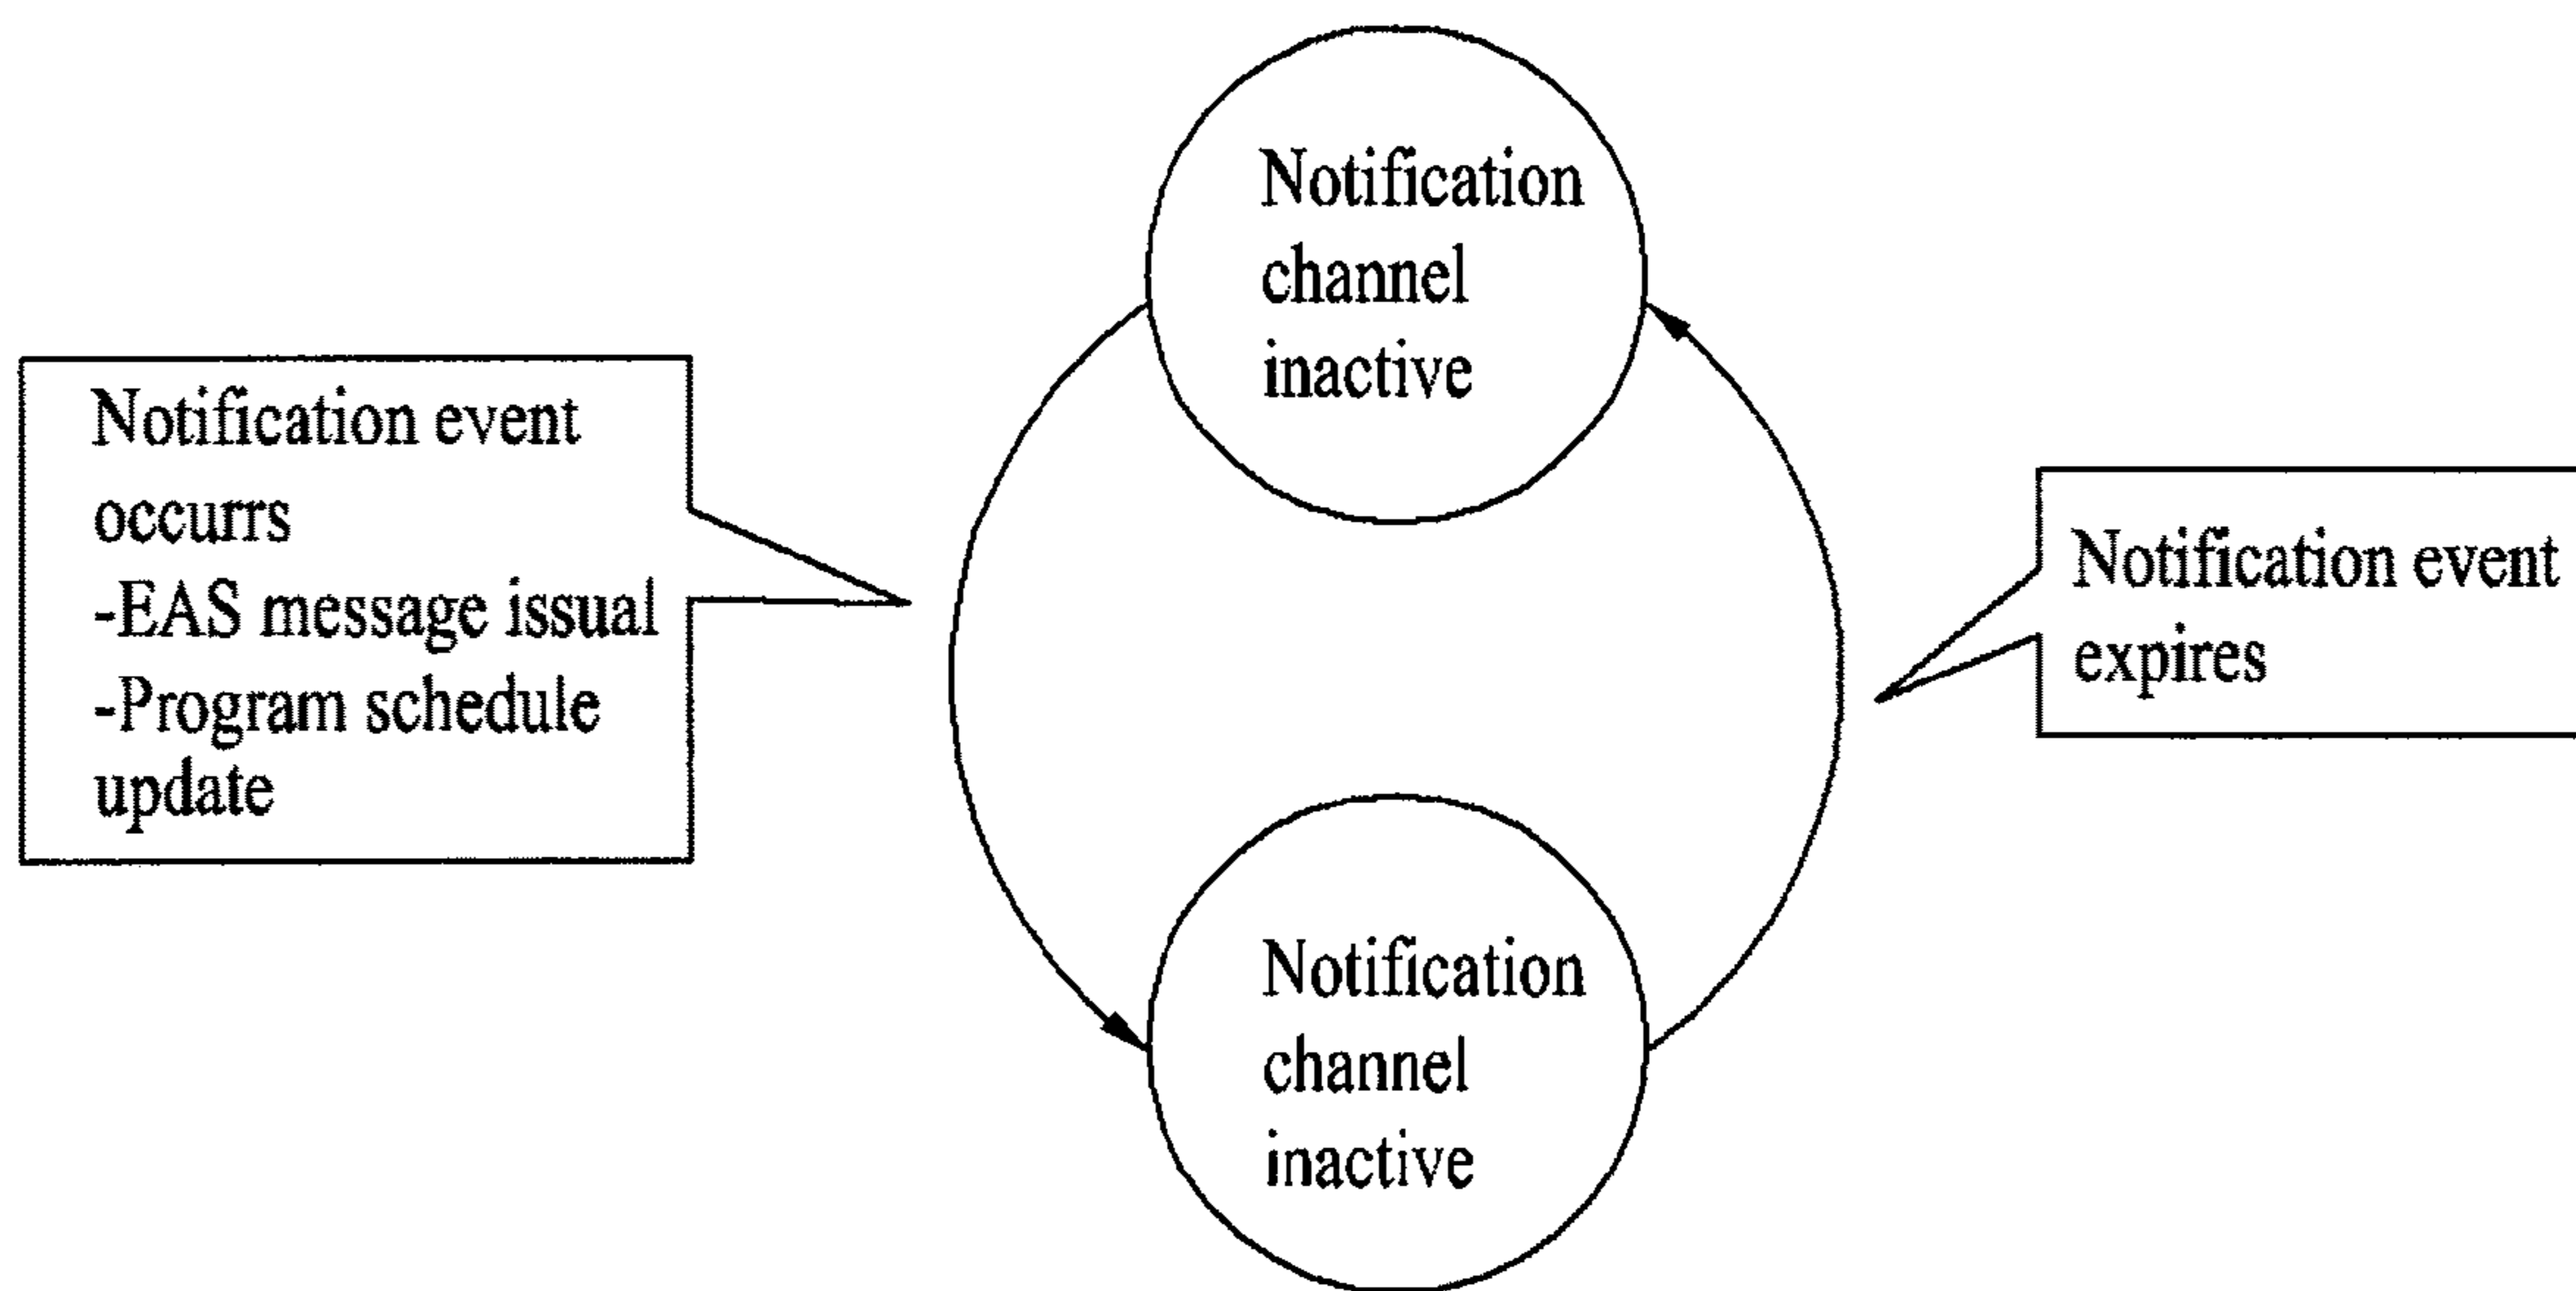 Notification
channel
inactive
Notification event
occurrs
-EAS message issual
-Program schedule
update
Notification event
expires
Notification
channel
inactive